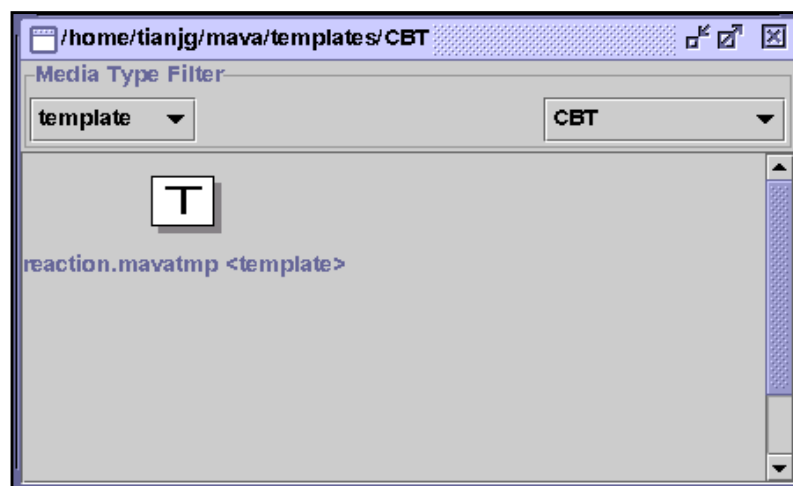 /home/tianjg/mava/templates/CBT
Media Type Filter
template CBT
T
reaction.mavatmp <template>